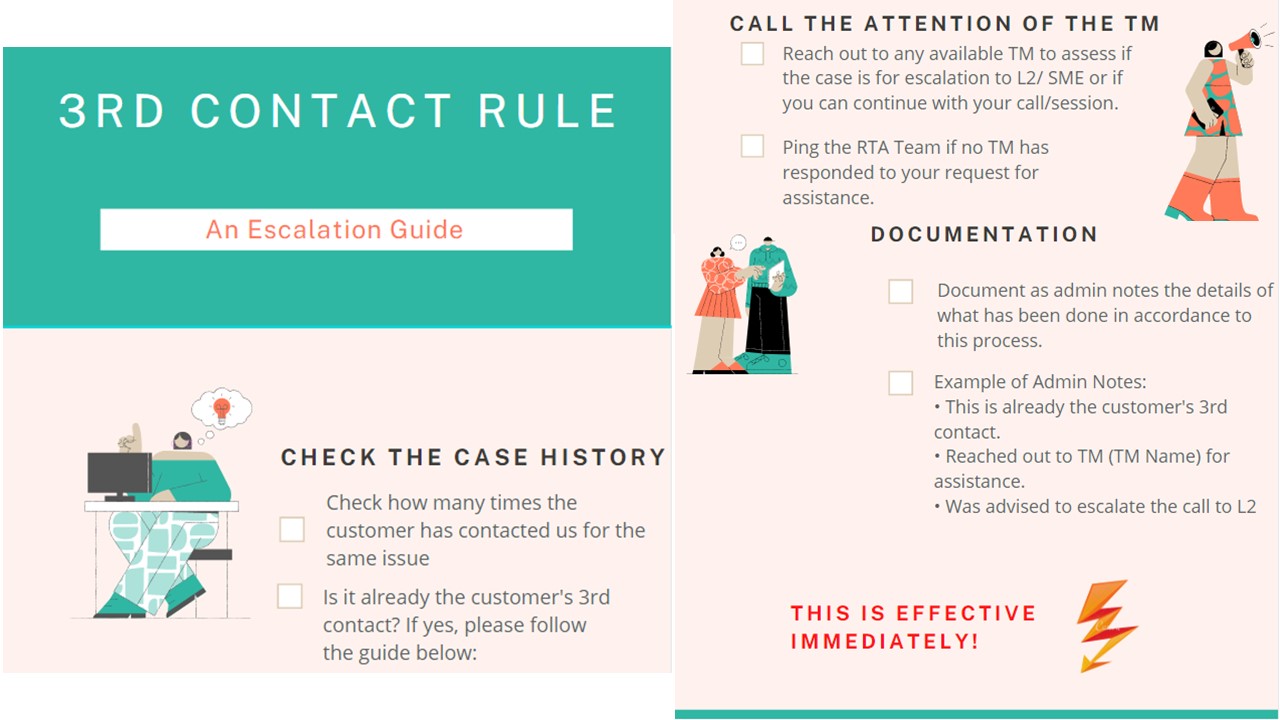 3RD CONTACT RULE
An Escalation Guide
CHECK THE CASE HISTORY
Check how many times the
customer has contacted us for the
same issue
Is it already the customer's 3rd
contact? If yes, please follow
the guide below:
CALL THE ATTENTION OF THE TM
Reach out to any available TM to assess if
the case is for escalation to L2/ SME or if
you can continue with your call/session.
Ping the RTA Team if no TM has
responded to your request for
assistance.
DOCUMENTATION
Document as admin notes the details of
what has been done in accordance to
this process.
Example of Admin Notes:
• This is already the customer's 3rd
contact.
• Reached out to TM (TM Name) for
assistance.
• Was advised to escalate the call to L2
THIS IS EFFECTIVE
IMMEDIATELY!